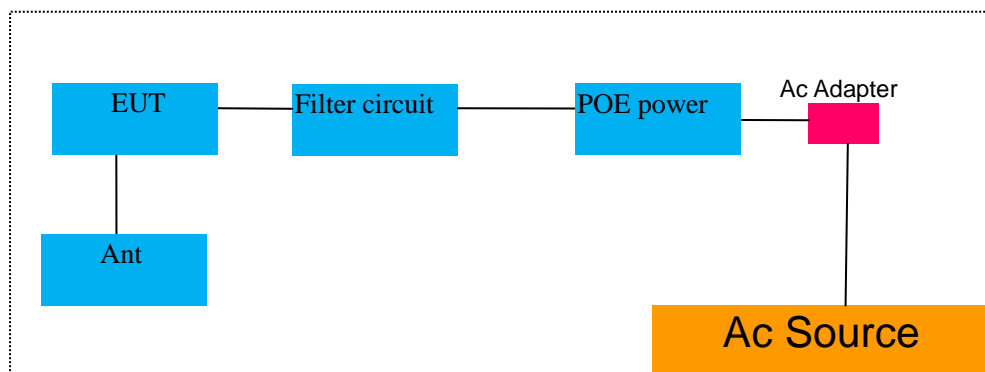 Ac Adapter
EUT
Filter circuit
POE power
Ant
Ac Source